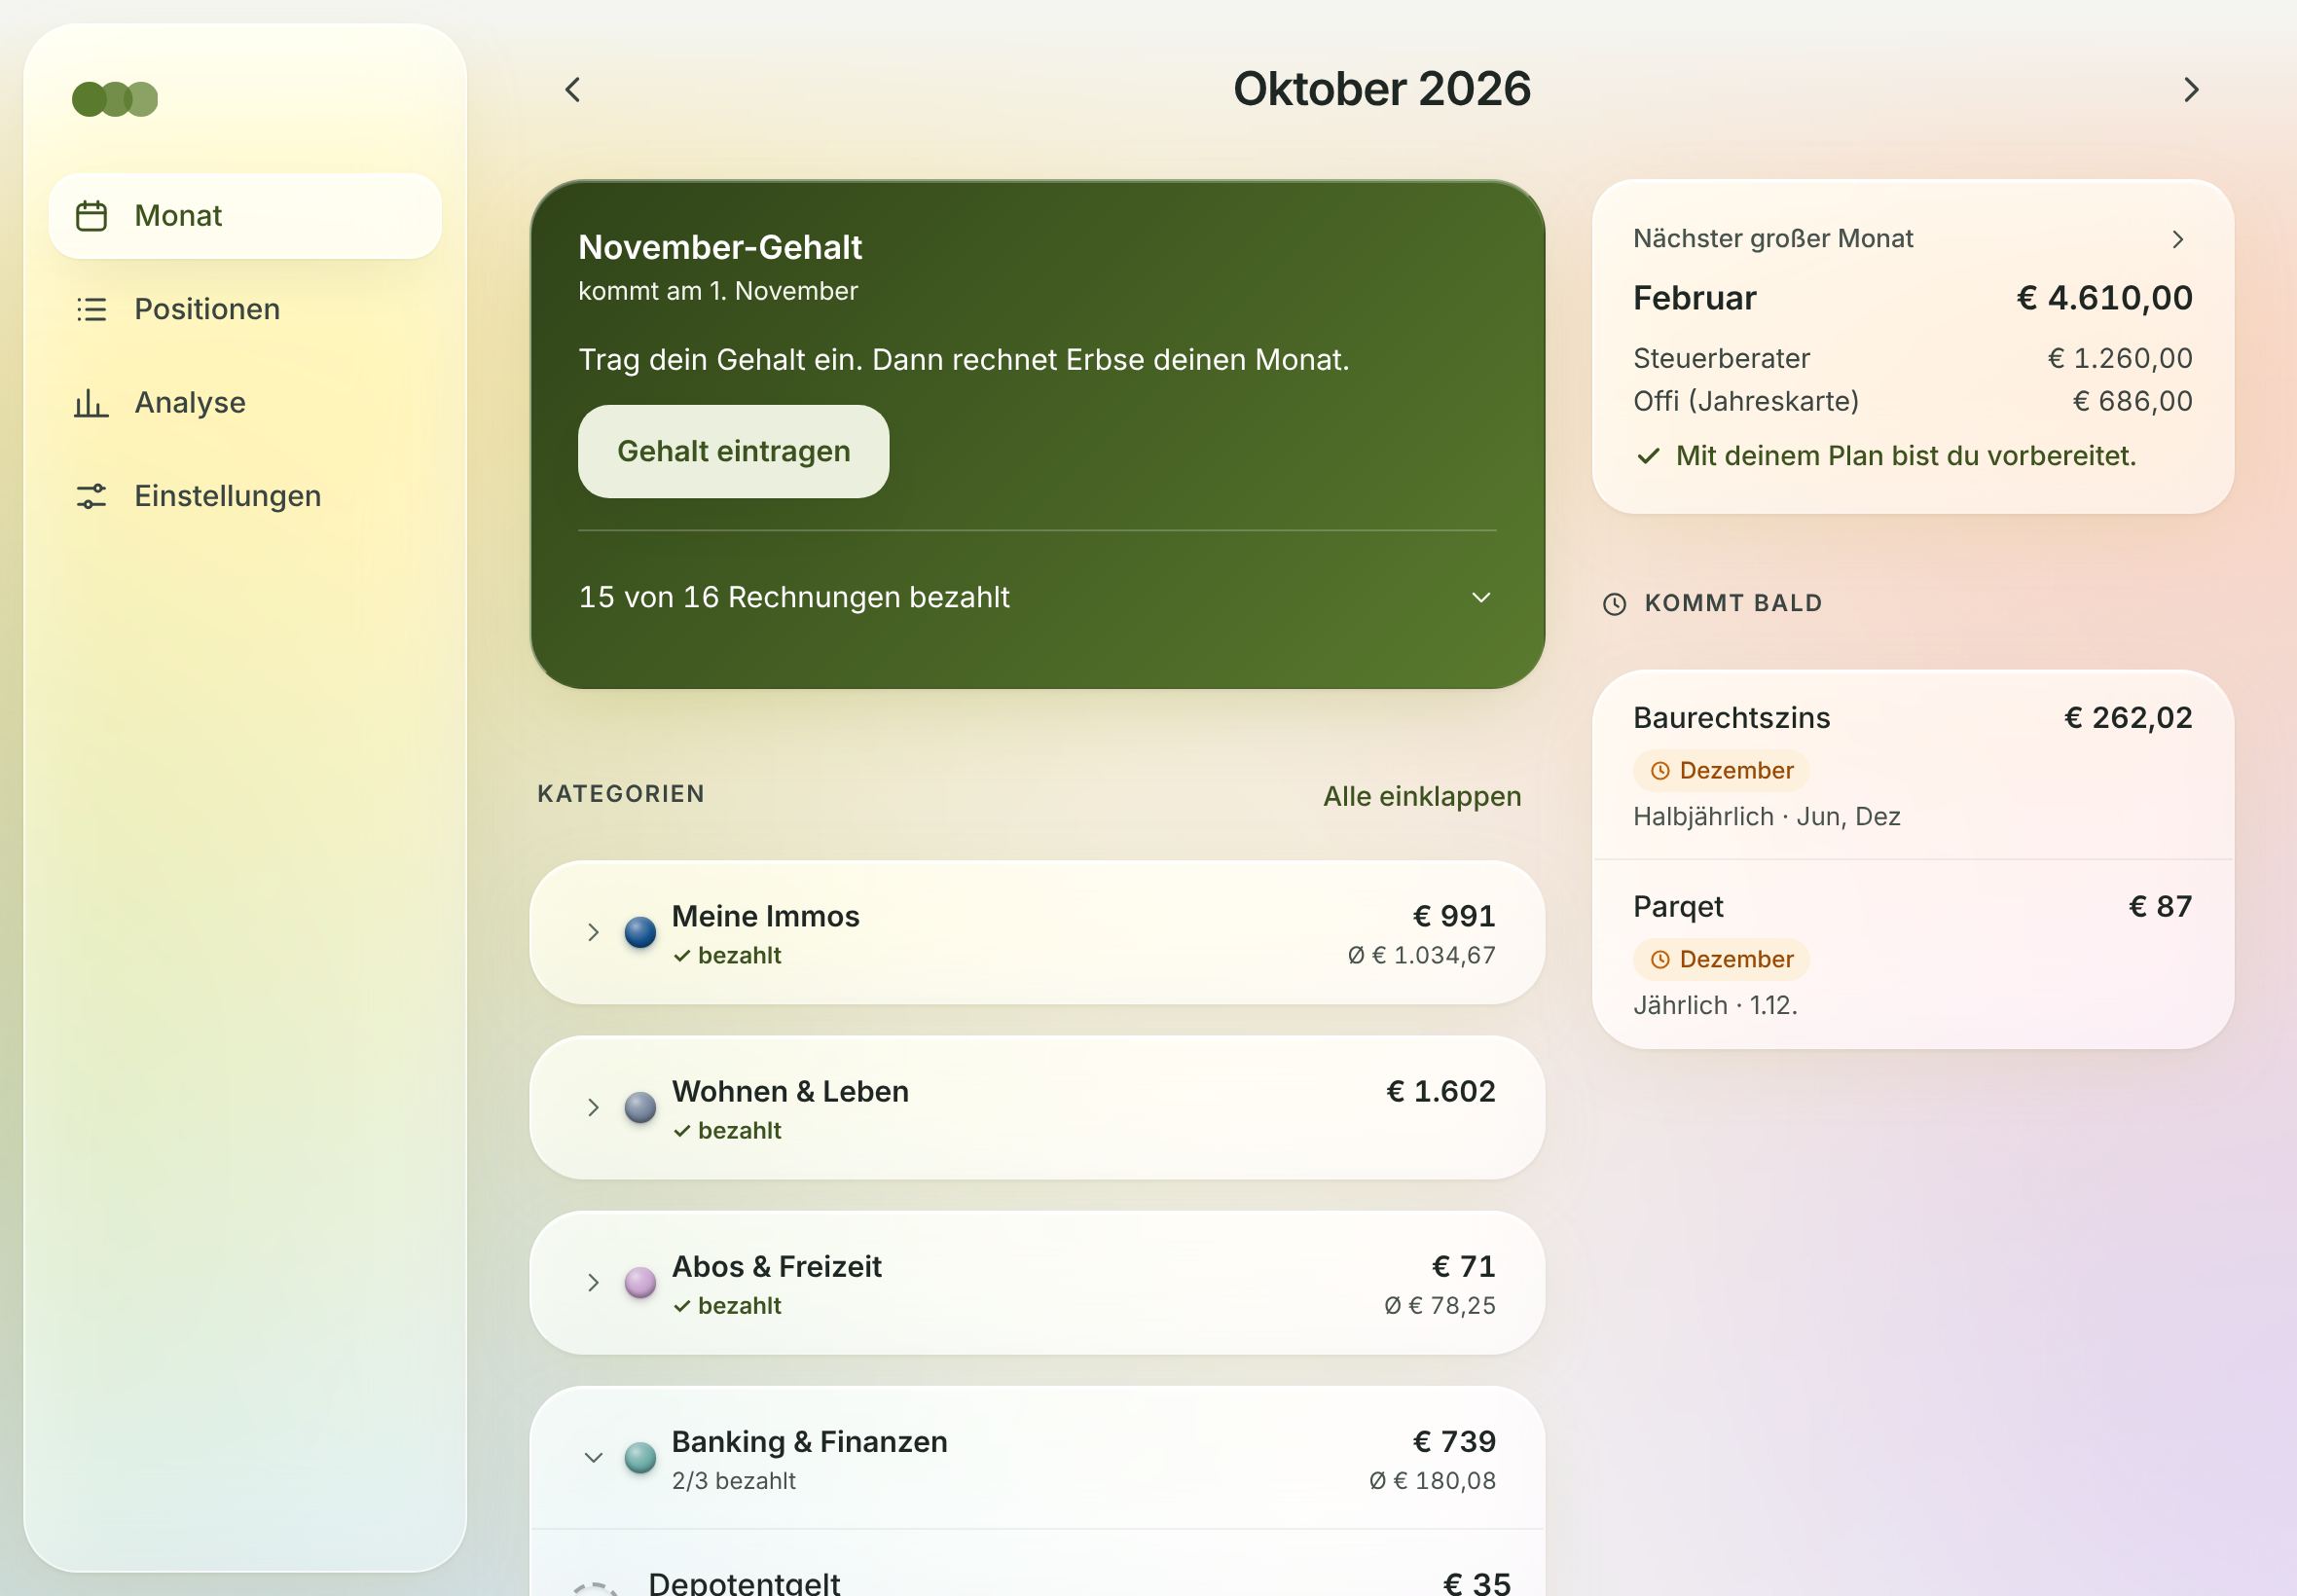 Oktober 2026
Monat
Positionen
Analyse
Einstellungen
November-Gehalt
kommt am 1. November
Trag dein Gehalt ein. Dann rechnet Erbse deinen Monat.
Gehalt eintragen
15 von 16 Rechnungen bezahlt
KATEGORIEN
Alle einklappen
Meine Immos
€ 991
bezahlt
Ø € 1.034,67
Wohnen & Leben
€ 1.602
bezahlt
Abos & Freizeit
€ 71
bezahlt
Ø € 78,25
Banking & Finanzen
€ 739
2/3 bezahlt
Ø € 180,08
Depotentgelt
€ 35
Nächster großer Monat
Februar
€ 4.610,00
Steuerberater
€ 1.260,00
Offi (Jahreskarte)
€ 686,00
Mit deinem Plan bist du vorbereitet.
KOMMT BALD
Baurechtszins
€ 262,02
Dezember
Halbjährlich · Jun, Dez
Parqet
€ 87
Dezember
Jährlich · 1.12.